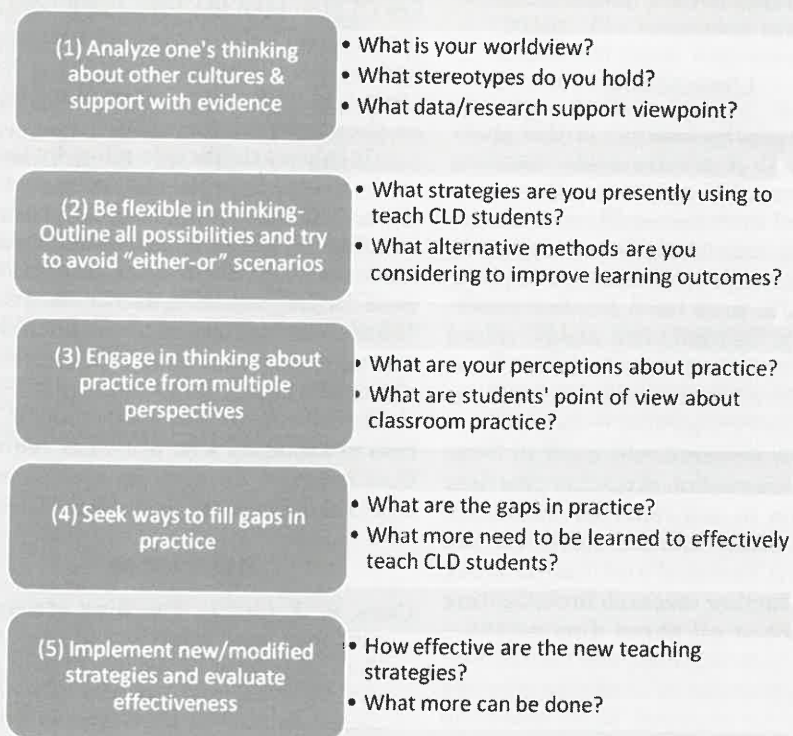 (1) Analyze one's thinking
about other cultures &
support with evidence
• What is your worldview?
• What stereotypes do you hold?
• What data/research support viewpoint?
(2) Be flexible in thinking-
Outline all possibilities and try
to avoid "either-or" scenarios
• What strategies are you presently using to
teach CLD students?
• What alternative methods are you
considering to improve learning outcomes?
(3) Engage in thinking about
practice from multiple
perspectives
• What are your perceptions about practice?
• What are students' point of view about
classroom practice?
(4) Seek ways to fill gaps in
practice
• What are the gaps in practice?
• What more need to be learned to effectively
teach CLD students?
(5) Implement new/modified
strategies and evaluate
effectiveness
• How effective are the new teaching
strategies?
• What more can be done?